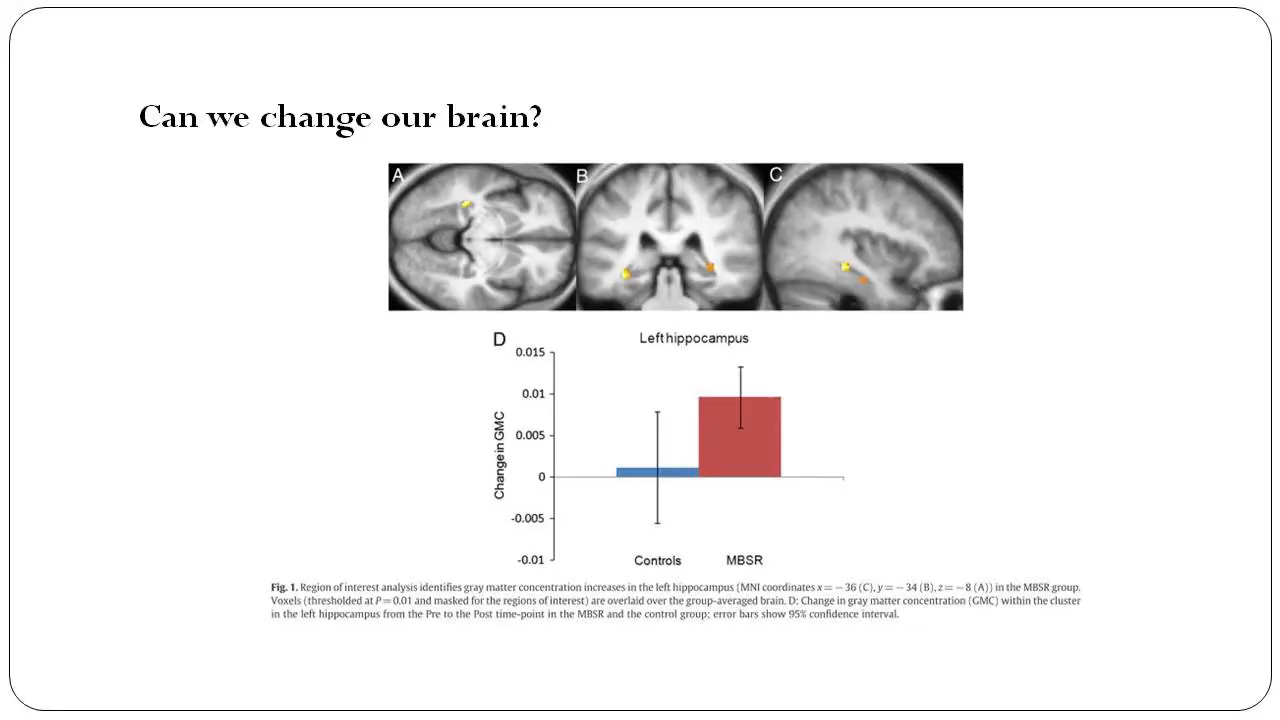 Can we change our brain?
A B C
D Left hippocampus
0.015
0.01
0.005
0
-0.005
-0.01
Change in GMC
Controls MBSR
Fig. 1. Region of interest analysis identifies gray matter concentration increases in the left hippocampus (MNI coordinates x = − 36 (C), y = − 34 (B), z = − 8 (A)) in the MBSR group.
Voxels (thresholded at P = 0.01 and masked for the regions of interest) are overlaid over the group-averaged brain. D: Change in gray matter concentration (GMC) within the cluster
in the left hippocampus from the Pre to the Post time-point in the MBSR and the control group; error bars show 95% confidence interval.